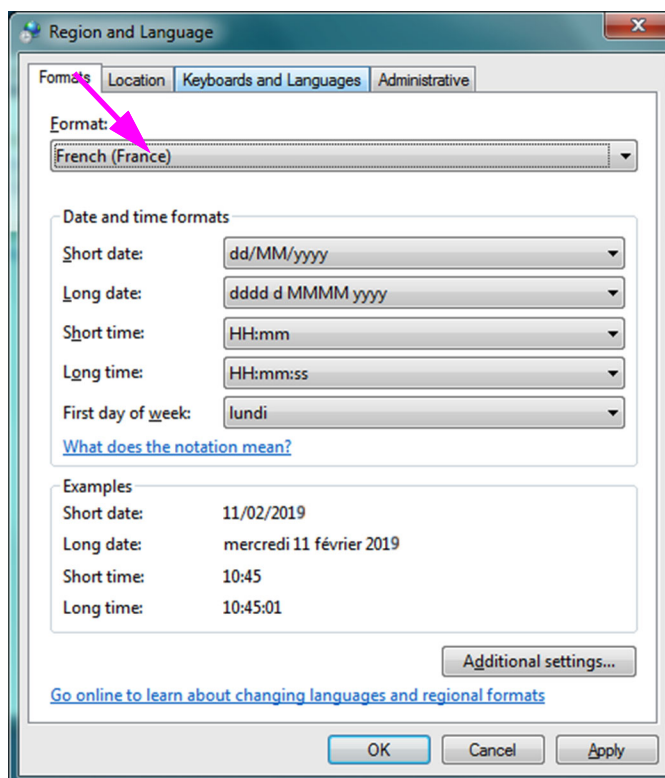 Region and Language
Formats Location Keyboards and Languages Administrative
Format:
French (France)
Date and time formats
Short date: dd/MM/yyyy
Long date: dddd d MMMM yyyy
Short time: HH:mm
Long time: HH:mm:ss
First day of week: lundi
What does the notation mean?
Examples
Short date: 11/02/2019
Long date: mercredi 11 février 2019
Short time: 10:45
Long time: 10:45:01
Additional settings...
Go online to learn about changing languages and regional formats
OK Cancel Apply